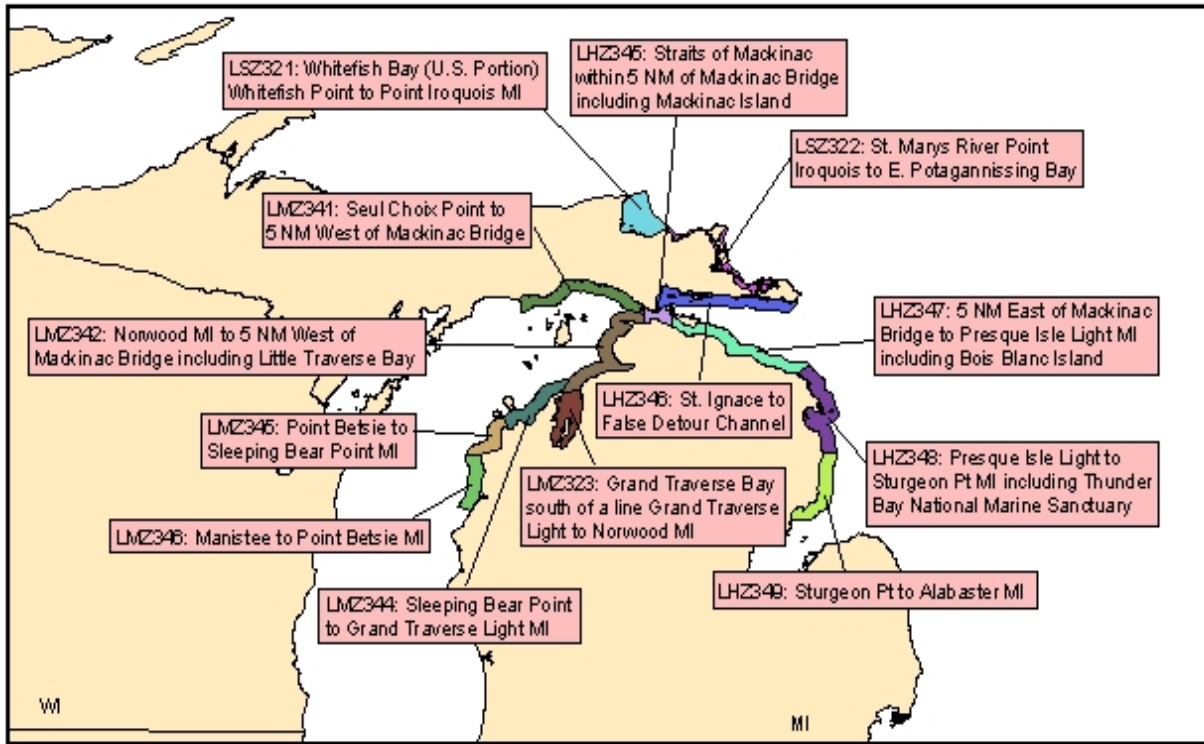 LSZ321: Whitefish Bay (U.S. Portion)
Whitefish Point to Point Iroquois MI
LHZ345: Straits of Mackinac
within 5 NM of Mackinac Bridge
including Mackinac Island
LSZ322: St. Marys River Point
Iroquois to E. Potagannissing Bay
LMZ341: Seul Choix Point to
5 NM West of Mackinac Bridge
LHZ347: 5 NM East of Mackinac
Bridge to Presque Isle Light MI
including Bois Blanc Island
LMZ342: Norwood MI to 5 NM West of
Mackinac Bridge including Little Traverse Bay
LHZ346: St. Ignace to
False Detour Channel
LMZ345: Point Betsie to
Sleeping Bear Point MI
LHZ348: Presque Isle Light to
Sturgeon Pt MI including Thunder
Bay National Marine Sanctuary
LMZ323: Grand Traverse Bay
south of a line Grand Traverse
Light to Norwood MI
LMZ346: Manistee to Point Betsie MI
LHZ349: Sturgeon Pt to Alabaster MI
LMZ344: Sleeping Bear Point
to Grand Traverse Light MI
WI
MI